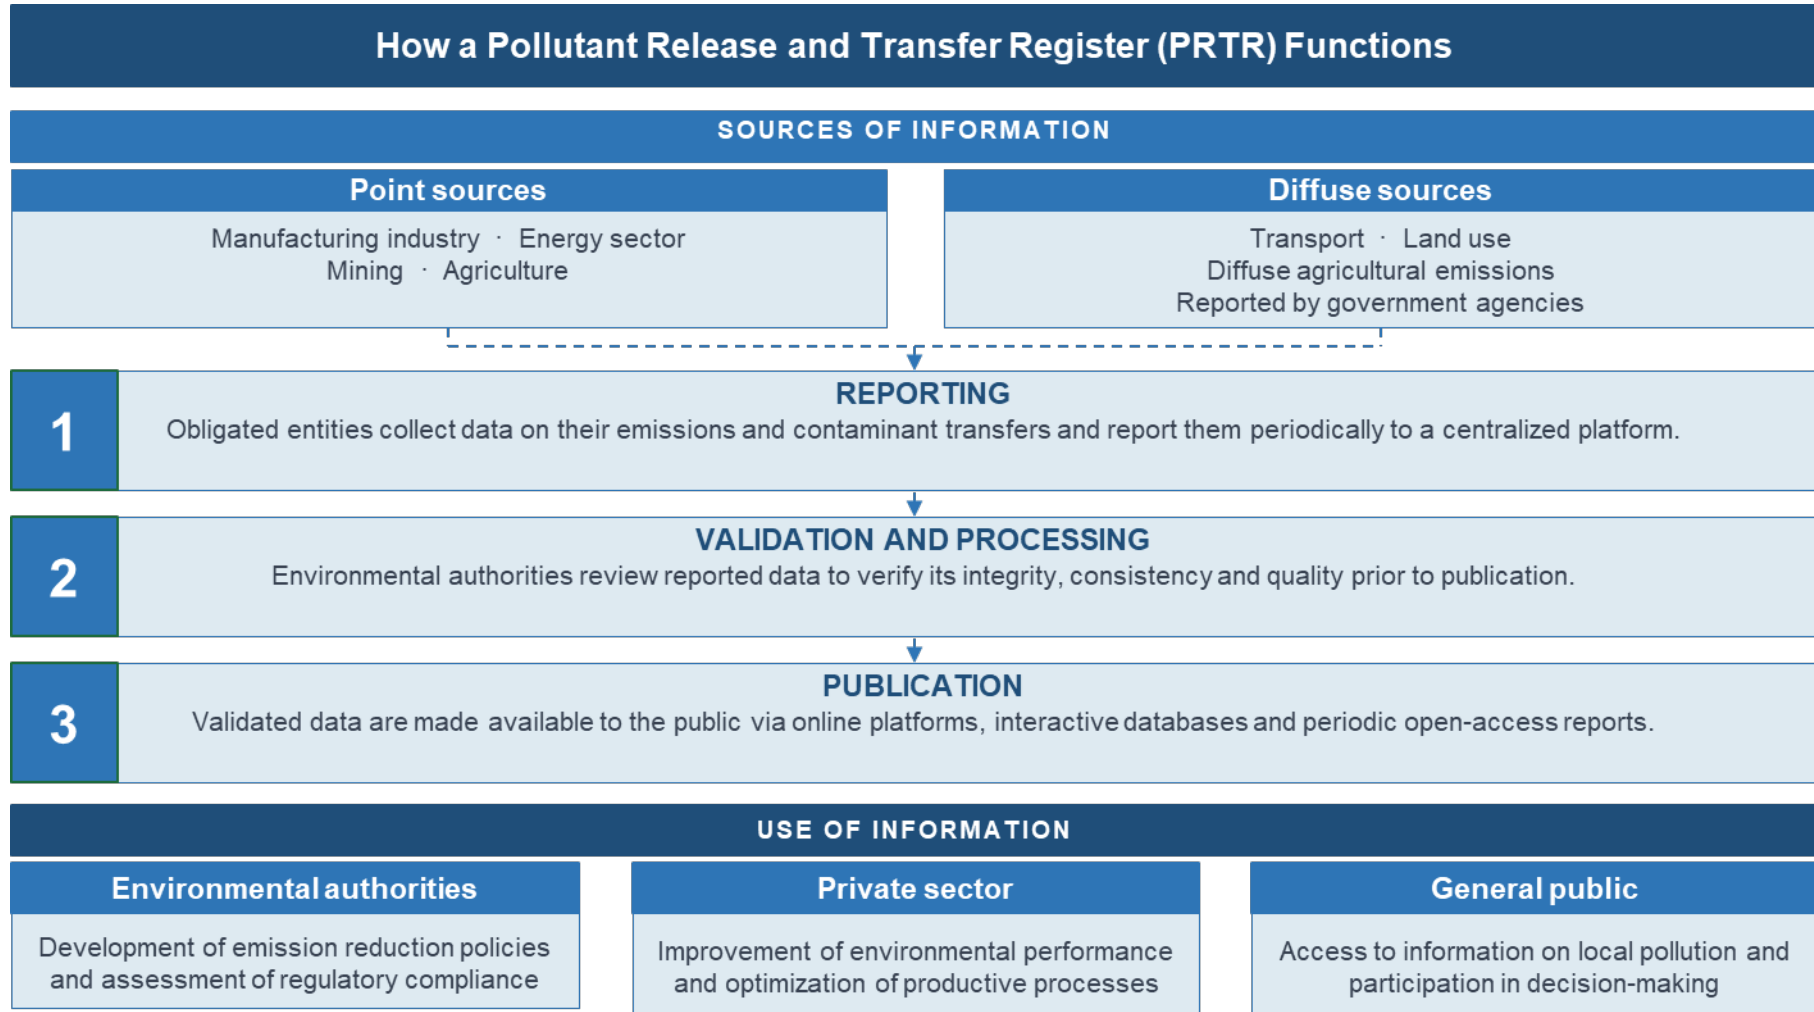 How a Pollutant Release and Transfer Register (PRTR) Functions
SOURCES OF INFORMATION
Point sources
Manufacturing industry · Energy sector
Mining · Agriculture
Diffuse sources
Transport · Land use
Diffuse agricultural emissions
Reported by government agencies
1
REPORTING
Obligated entities collect data on their emissions and contaminant transfers and report them periodically to a centralized platform.
2
VALIDATION AND PROCESSING
Environmental authorities review reported data to verify its integrity, consistency and quality prior to publication.
3
PUBLICATION
Validated data are made available to the public via online platforms, interactive databases and periodic open-access reports.
USE OF INFORMATION
Environmental authorities
Development of emission reduction policies
and assessment of regulatory compliance
Private sector
Improvement of environmental performance
and optimization of productive processes
General public
Access to information on local pollution and
participation in decision-making